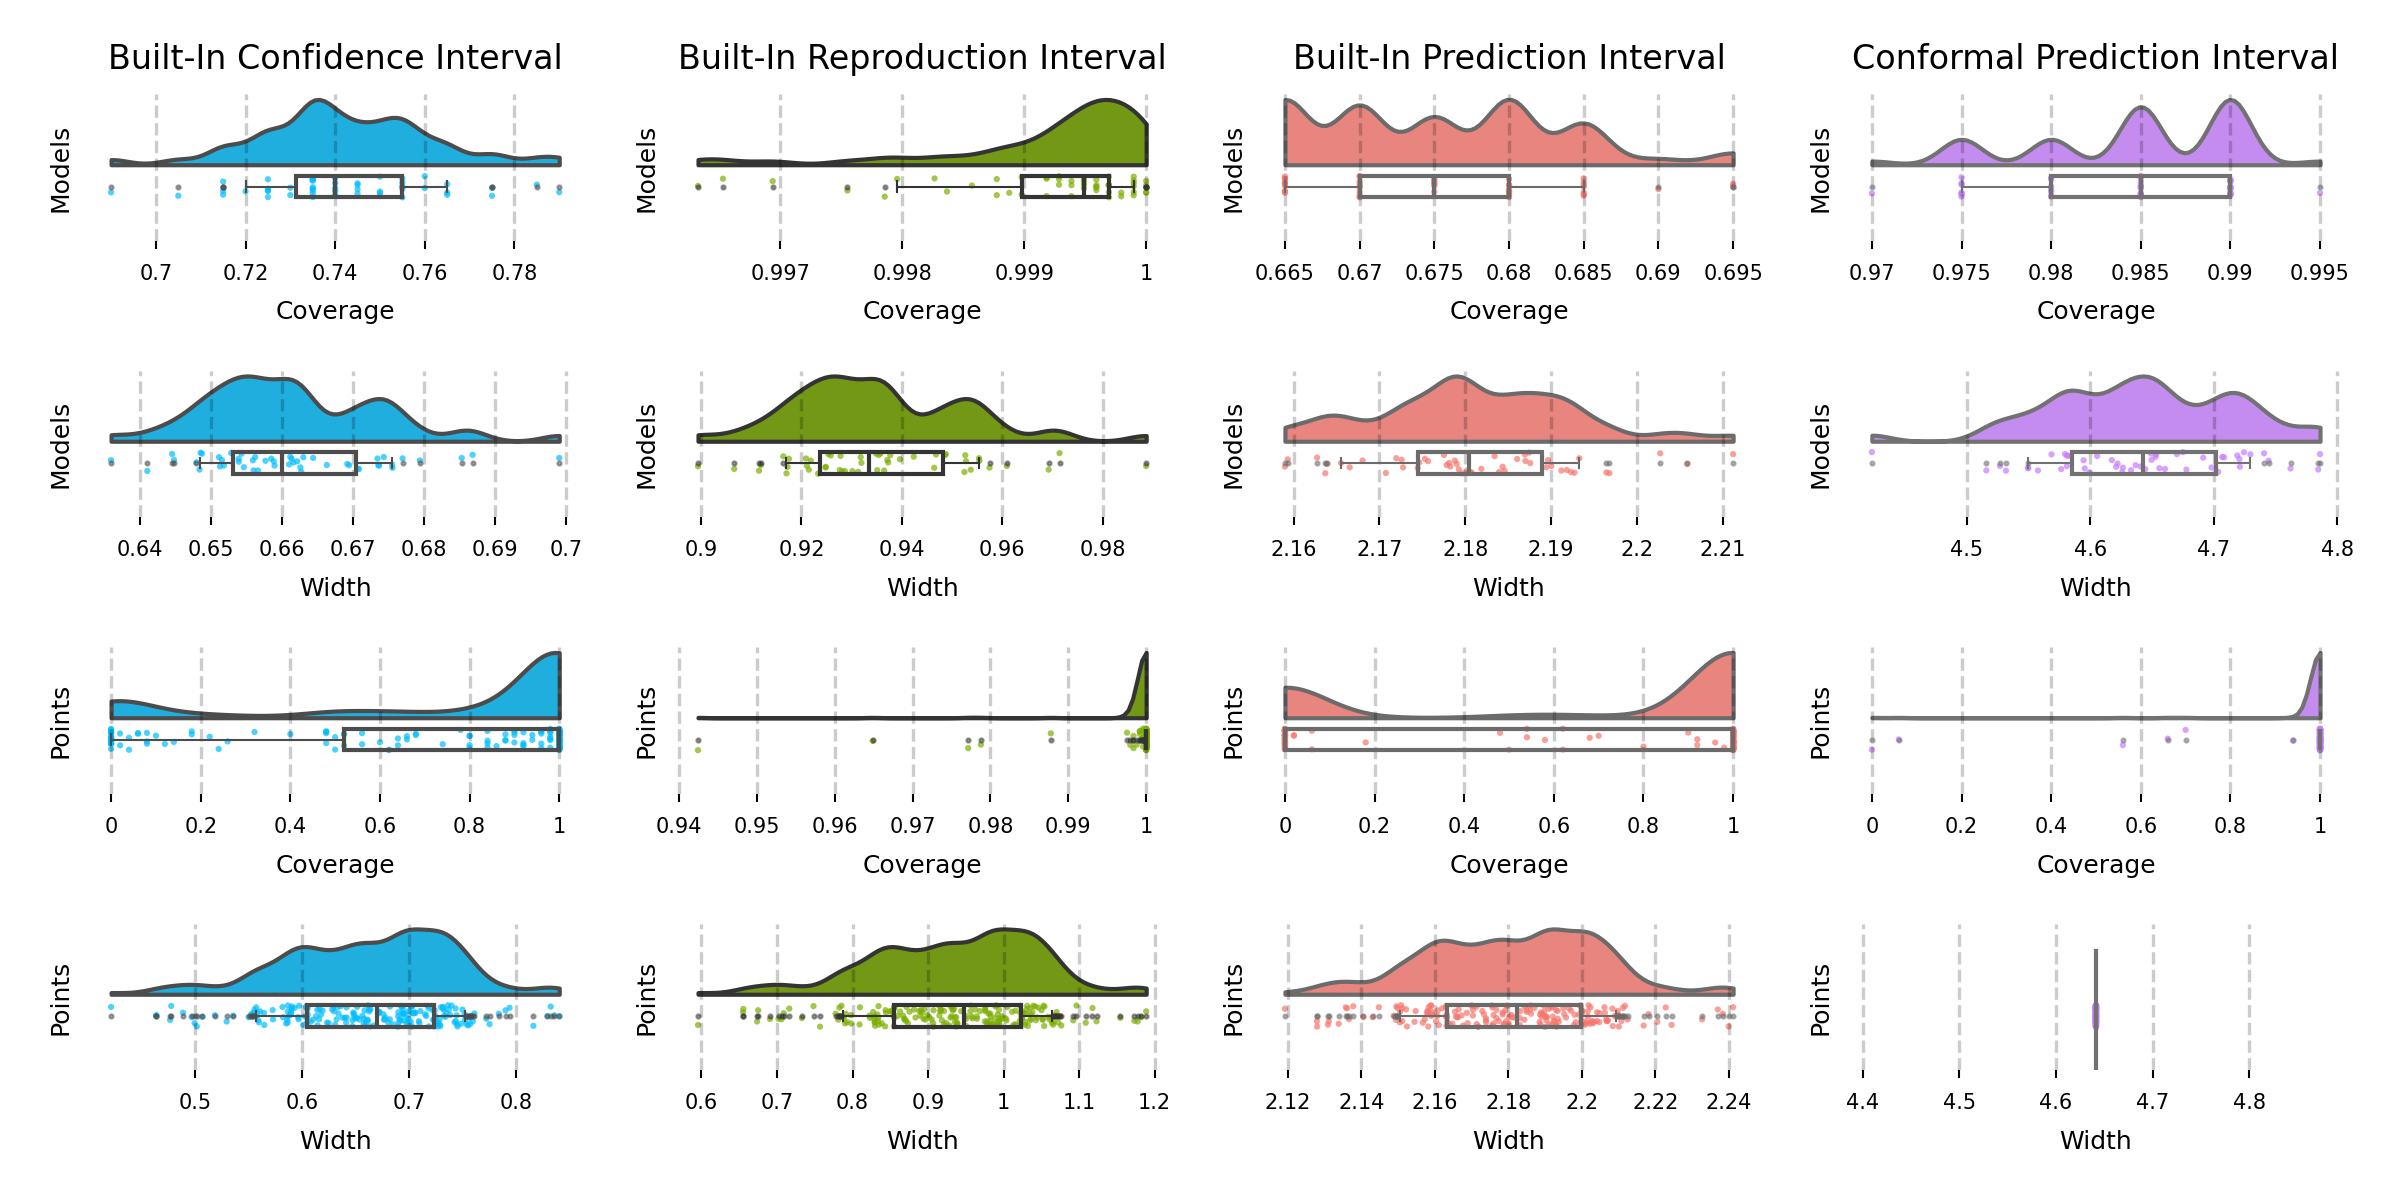 Built-In Confidence Interval Built-In Reproduction Interval Built-In Prediction Interval Conformal Prediction Interval
Models Models Models Models
0.7 0.72 0.74 0.76 0.78 0.997 0.998 0.999 1 0.665 0.67 0.675 0.68 0.685 0.69 0.695 0.97 0.975 0.98 0.985 0.99 0.995
Coverage Coverage Coverage Coverage
Models Models Models Models
0.64 0.65 0.66 0.67 0.68 0.69 0.7 0.9 0.92 0.94 0.96 0.98 2.16 2.17 2.18 2.19 2.2 2.21 4.5 4.6 4.7 4.8
Width Width Width Width
Points Points Points Points
0 0.2 0.4 0.6 0.8 1 0.94 0.95 0.96 0.97 0.98 0.99 1 0 0.2 0.4 0.6 0.8 1 0 0.2 0.4 0.6 0.8 1
Coverage Coverage Coverage Coverage
Points Points Points Points
0.5 0.6 0.7 0.8 0.6 0.7 0.8 0.9 1 1.1 1.2 2.12 2.14 2.16 2.18 2.2 2.22 2.24 4.4 4.5 4.6 4.7 4.8
Width Width Width Width